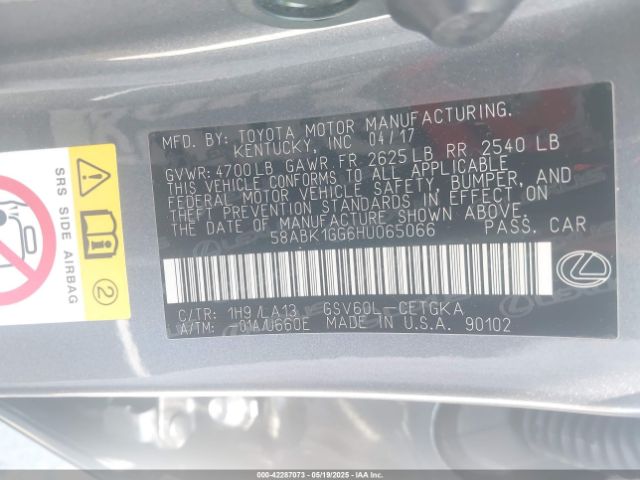 MFD. BY: TOYOTA MOTOR MANUFACTURING.
KENTUCKY, INC 04/17
GVWR: 4700LB GAWR FR 2625LB RR 2540 LB
THIS VEHICLE CONFORMS TO ALL APPLICABLE
FEDERAL MOTOR VEHICLE SAFETY, BUMPER, AND
THEFT PREVENTION STANDARDS IN EFFECT ON
THE DATE OF MANUFACTURE SHOWN ABOVE.
58ABK1GG6HU065066 PASS. CAR
C/TR: 1H9/LA13 GSV60L-CETGKA
A/TM: 01A/U660E MADE IN U.S.A. 90102
SRS SIDE AIRBAG
2
000-42287073 - 05/19/2025 - IAAI.COM